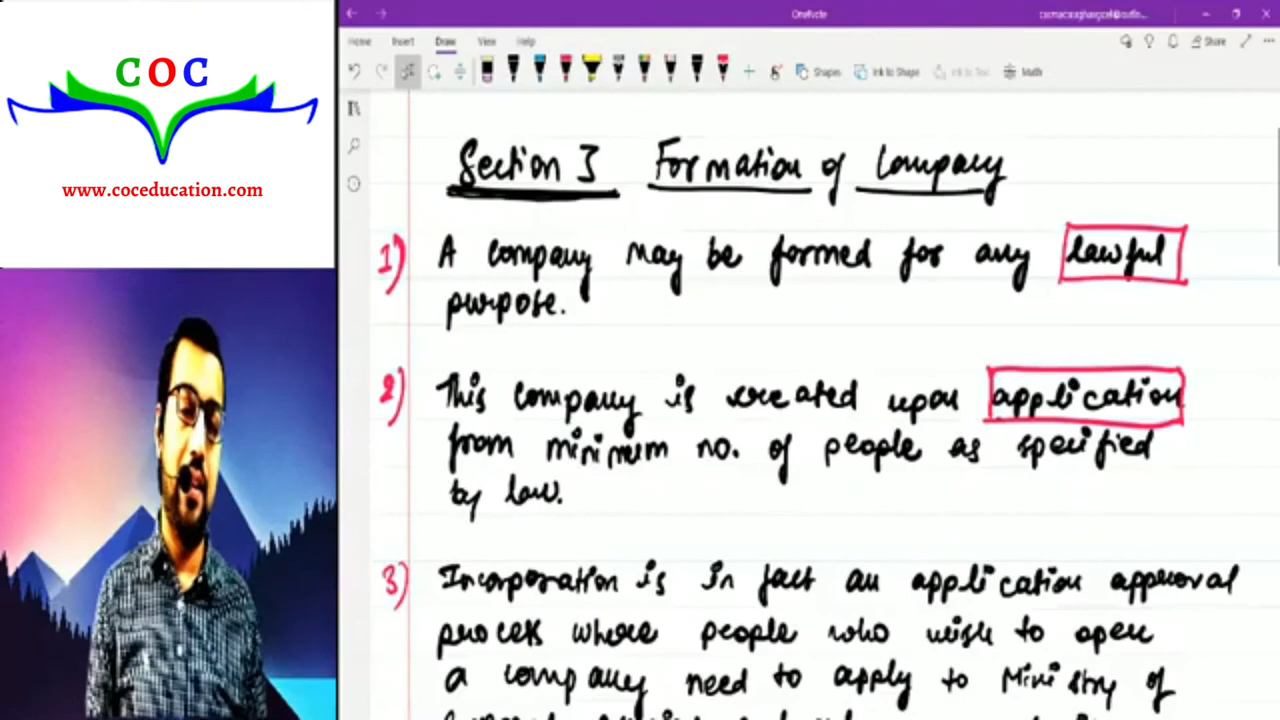 COC
www.coceducation.com
OneNote
Home Insert Draw View Help
Share
Shapes Ink to Shape Ink to Text Math
Section 3 Formation of Company
1) A company may be formed for any lawful
purpose.
2) This company is created upon application
from minimum no. of people as specified
by law.
3) Incorporation is in fact an application approval
process where people who wish to open
a company need to apply to Ministry of